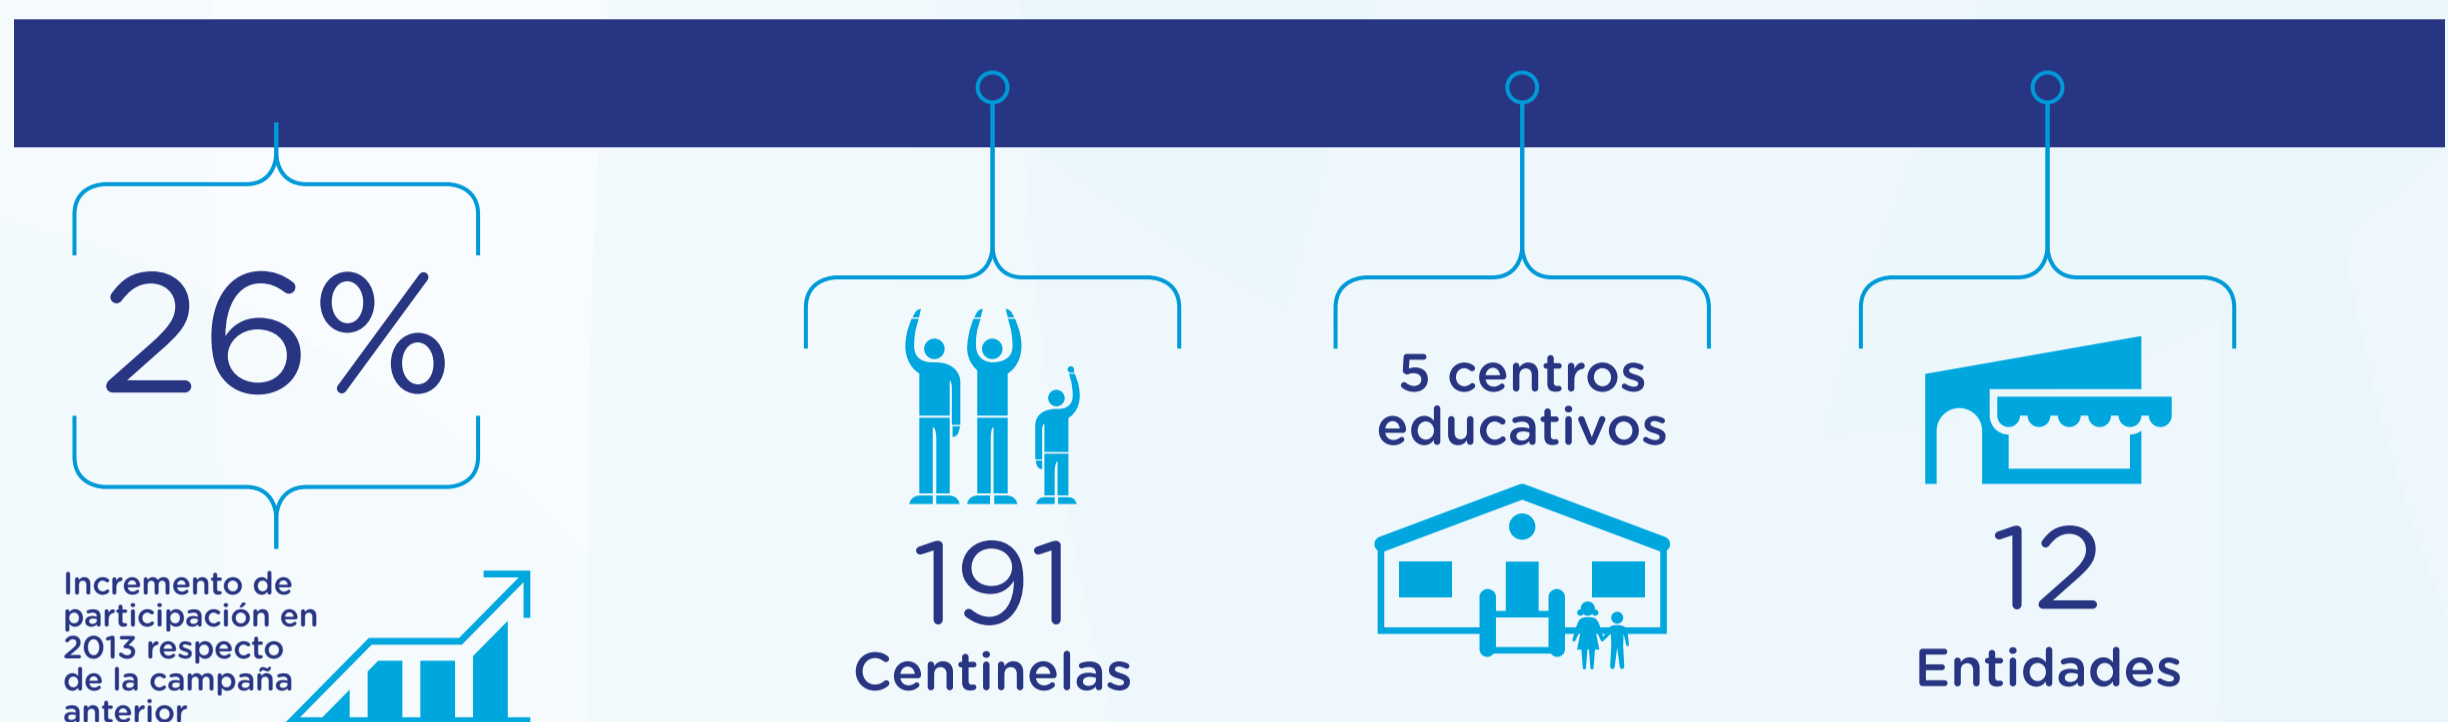 26%
Incremento de
participación en
2013 respecto
de la campaña
anterior
191
Centinelas
5 centros
educativos
12
Entidades